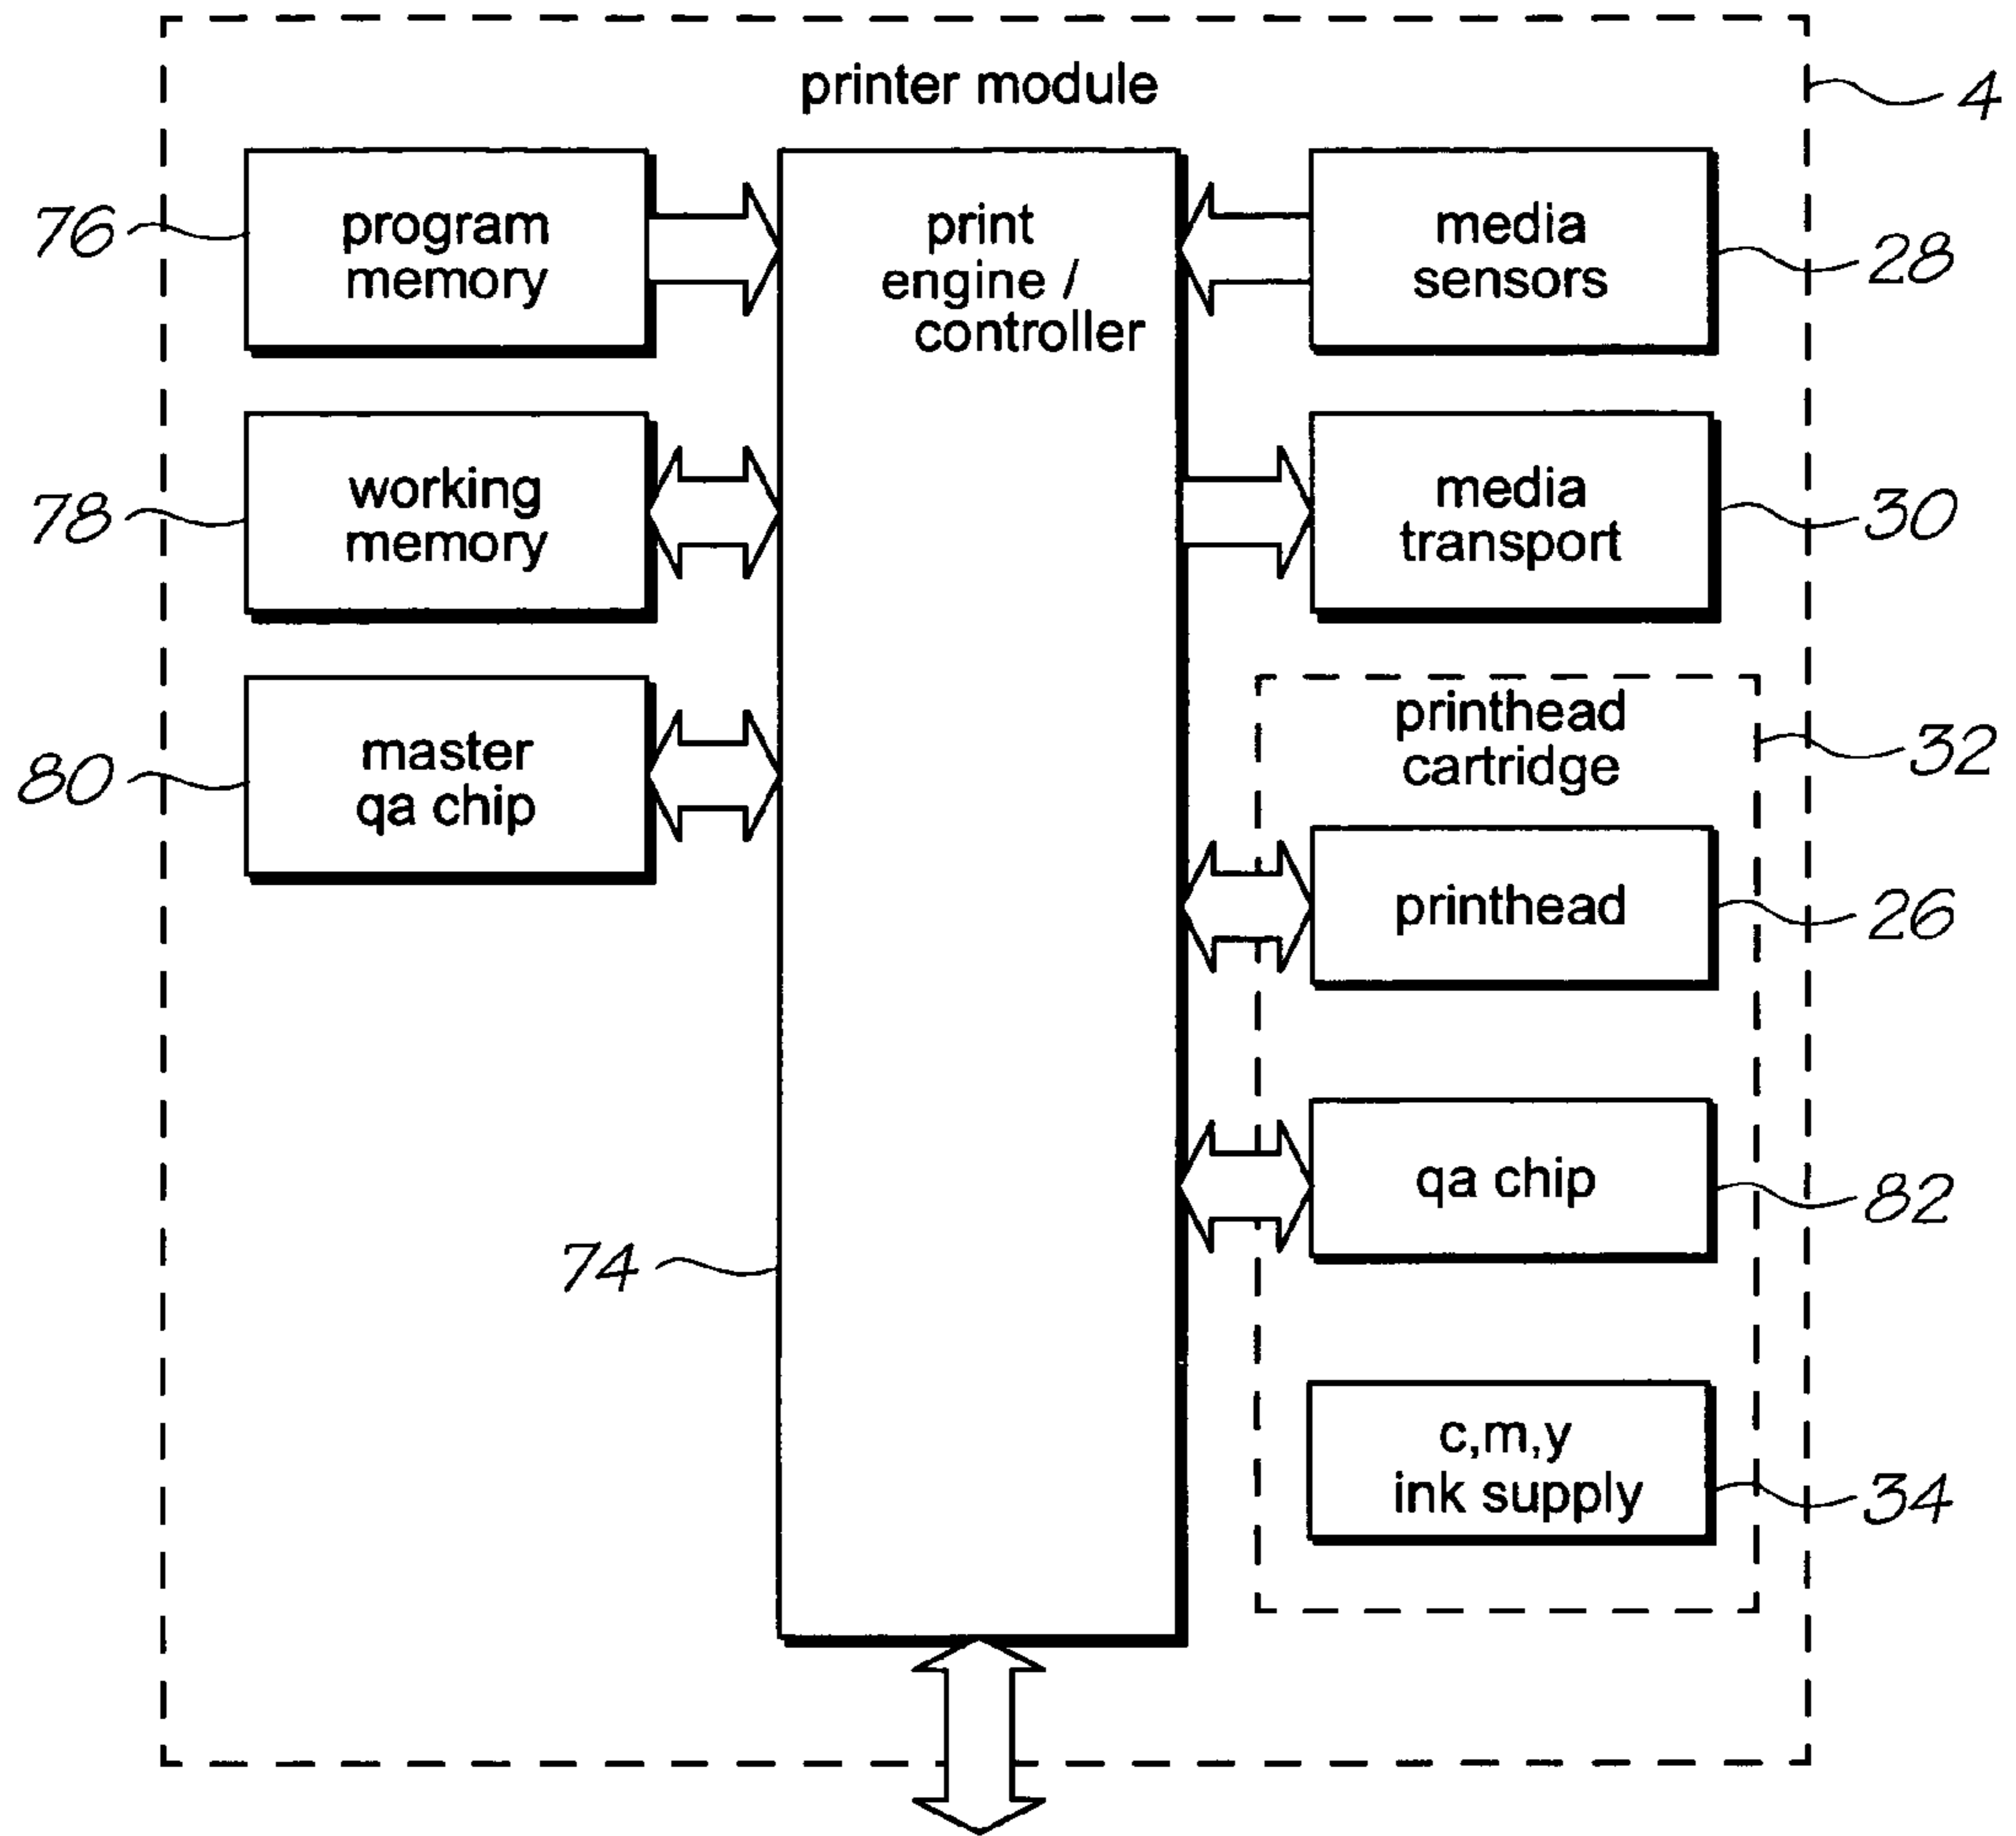 printer module
4
76
program
memory
print
engine /
controller
media
sensors
28
78
working
memory
media
transport
30
80
master
qa chip
printhead
cartridge
32
printhead
26
qa chip
82
74
c,m,y
ink supply
34